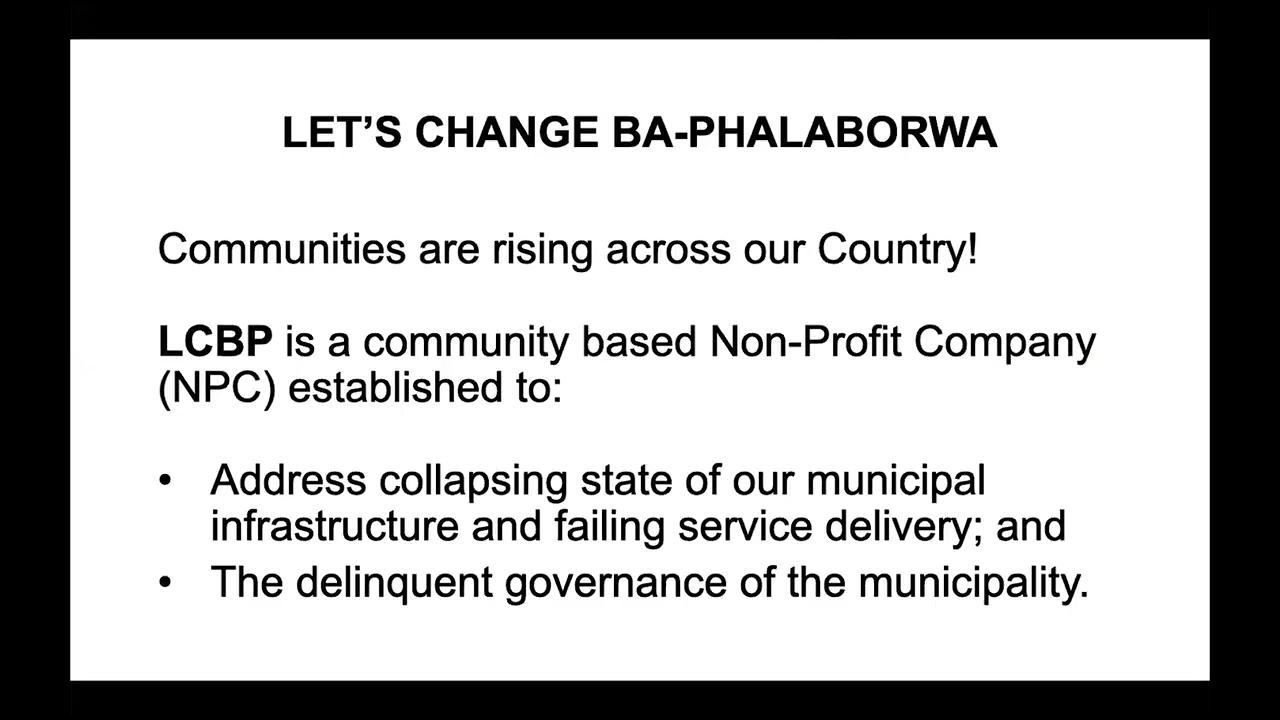 LET’S CHANGE BA-PHALABORWA
Communities are rising across our Country!
LCBP is a community based Non-Profit Company
(NPC) established to:
• Address collapsing state of our municipal
infrastructure and failing service delivery; and
• The delinquent governance of the municipality.